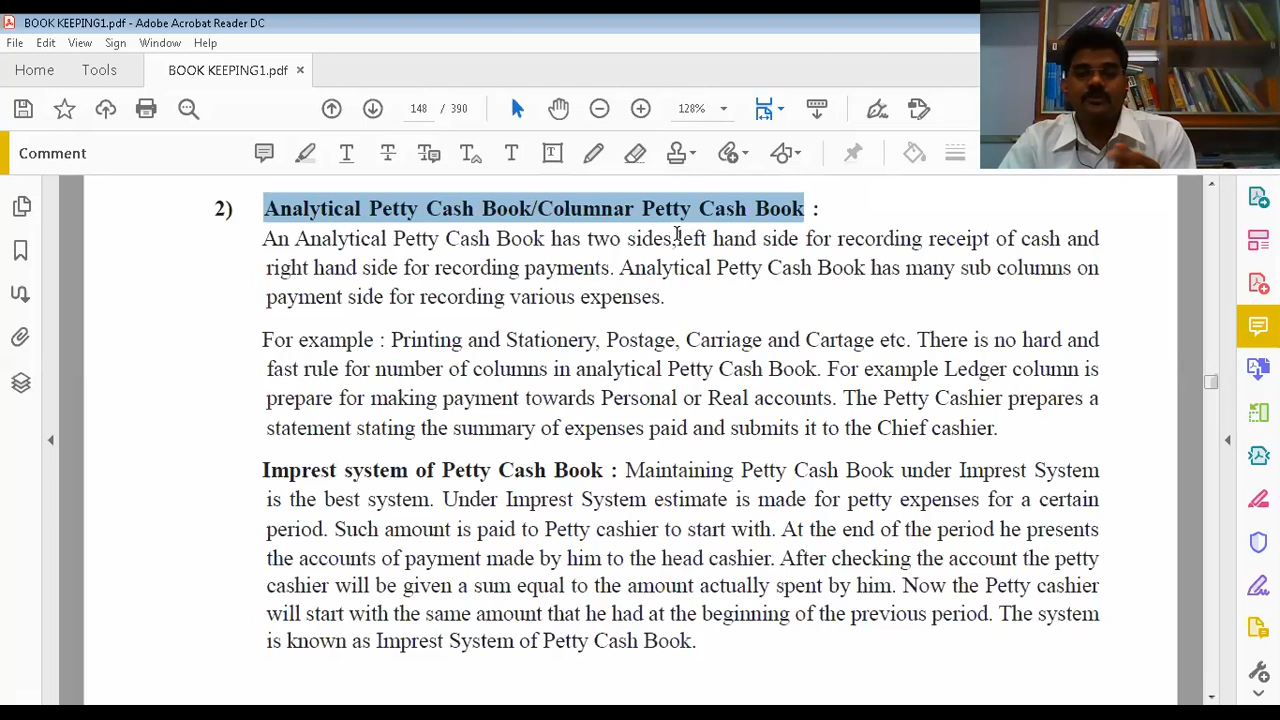 BOOK KEEPING1.pdf - Adobe Acrobat Reader DC
File Edit View Sign Window Help
Home Tools BOOK KEEPING1.pdf ×
148 / 390 128%
Comment
2) Analytical Petty Cash Book/Columnar Petty Cash Book :
An Analytical Petty Cash Book has two sides,left hand side for recording receipt of cash and
right hand side for recording payments. Analytical Petty Cash Book has many sub columns on
payment side for recording various expenses.
For example : Printing and Stationery, Postage, Carriage and Cartage etc. There is no hard and
fast rule for number of columns in analytical Petty Cash Book. For example Ledger column is
prepare for making payment towards Personal or Real accounts. The Petty Cashier prepares a
statement stating the summary of expenses paid and submits it to the Chief cashier.
Imprest system of Petty Cash Book : Maintaining Petty Cash Book under Imprest System
is the best system. Under Imprest System estimate is made for petty expenses for a certain
period. Such amount is paid to Petty cashier to start with. At the end of the period he presents
the accounts of payment made by him to the head cashier. After checking the account the petty
cashier will be given a sum equal to the amount actually spent by him. Now the Petty cashier
will start with the same amount that he had at the beginning of the previous period. The system
is known as Imprest System of Petty Cash Book.